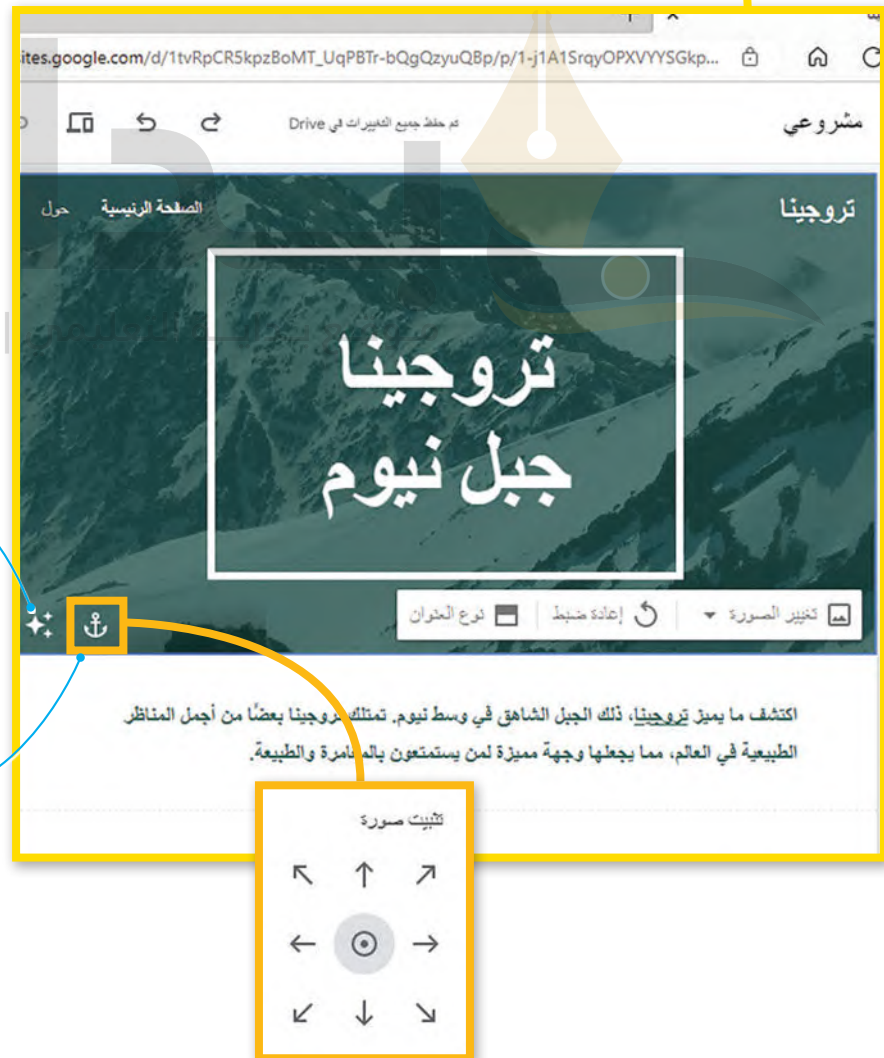 ites.google.com/d/1tvRpCR5kpzBoMT_UqPBTr-bQgQzyuQBp/p/1-j1A1SrqyOPXVYYSGkp...
مشروعي
تم حفظ جميع التغييرات في Drive
تروجينا
الصفحة الرئيسية
حول
تروجينا
جبل نيوم
تغيير الصورة
إعادة ضبط
نوع العنوان
اكتشف ما يميز تروجينا، ذلك الجبل الشاهق في وسط نيوم. تمتلك تروجينا بعضًا من أجمل المناظر
الطبيعية في العالم، مما يجعلها وجهة مميزة لمن يستمتعون بالمغامرة والطبيعة.
تثبيت صورة